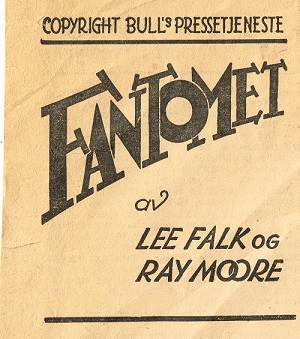 COPYRIGHT BULL'S PRESSETJENESTE
FANTOMET
av
LEE FALK OG
RAY MOORE